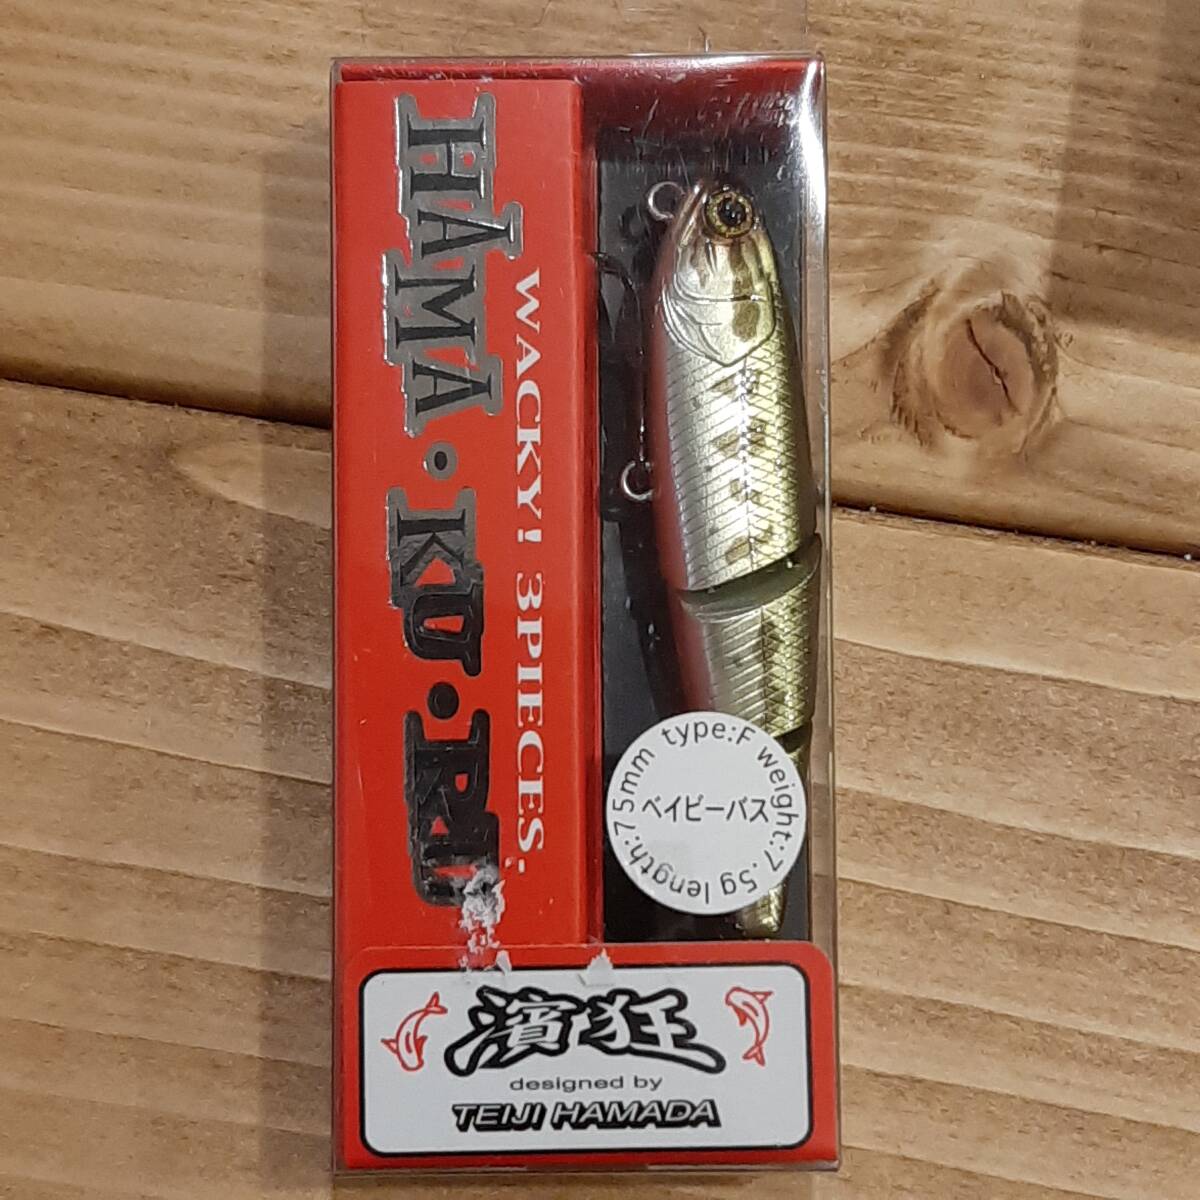 HAMA・KU・RU
WACKY! 3PIECES.
type:F weight:7.5g length:75mm
ベイビーバス
濱狂
designed by
TEIJI HAMADA